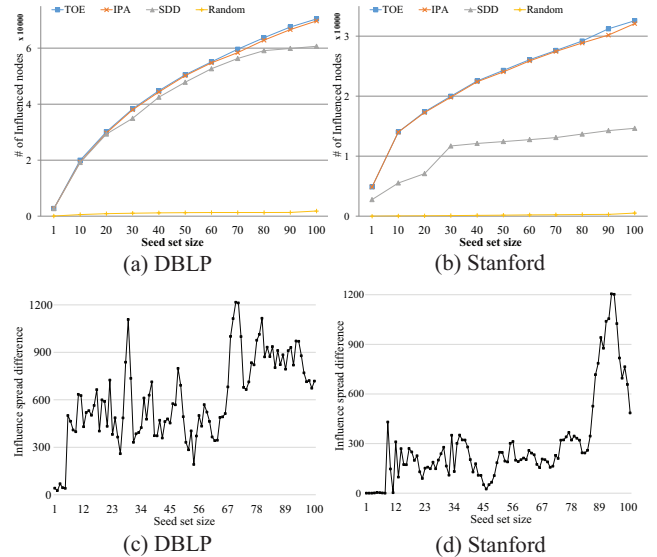 TOE IPA SDD Random
x 10000
# of Influenced nodes
6
4
2
0
1 10 20 30 40 50 60 70 80 90 100
Seed set size
(a) DBLP
TOE IPA SDD Random
x 10000
# of Influenced nodes
3
2
1
0
1 10 20 30 40 50 60 70 80 90 100
Seed set size
(b) Stanford
Influence spread difference
1200
900
600
300
0
1 12 23 34 45 56 67 78 89 100
Seed set size
(c) DBLP
Influence spread difference
1200
900
600
300
0
1 12 23 34 45 56 67 78 89 100
Seed set size
(d) Stanford